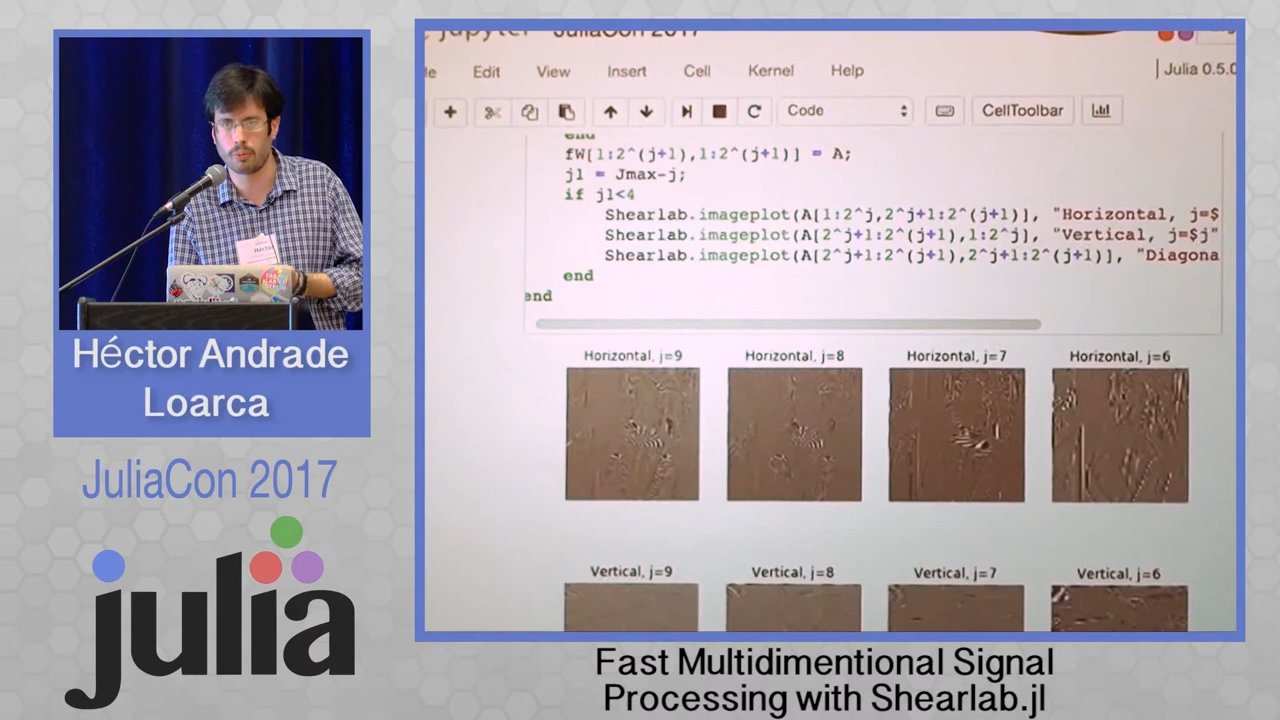 Héctor Andrade
Loarca
JuliaCon 2017
julia
jupyter JuliaCon 2017
Edit View Insert Cell Kernel Help
Julia 0.5.0
Code
CellToolbar
end
fW[1:2^(j+1),1:2^(j+1)] = A;
j1 = Jmax-j;
if j1<4
Shearlab.imageplot(A[1:2^j,2^j+1:2^(j+1)], "Horizontal, j=$
Shearlab.imageplot(A[2^j+1:2^(j+1),1:2^j], "Vertical, j=$j"
Shearlab.imageplot(A[2^j+1:2^(j+1),2^j+1:2^(j+1)], "Diagona
end
end
Horizontal, j=9
Horizontal, j=8
Horizontal, j=7
Horizontal, j=6
Vertical, j=9
Vertical, j=8
Vertical, j=7
Vertical, j=6
Fast Multidimentional Signal
Processing with Shearlab.jl